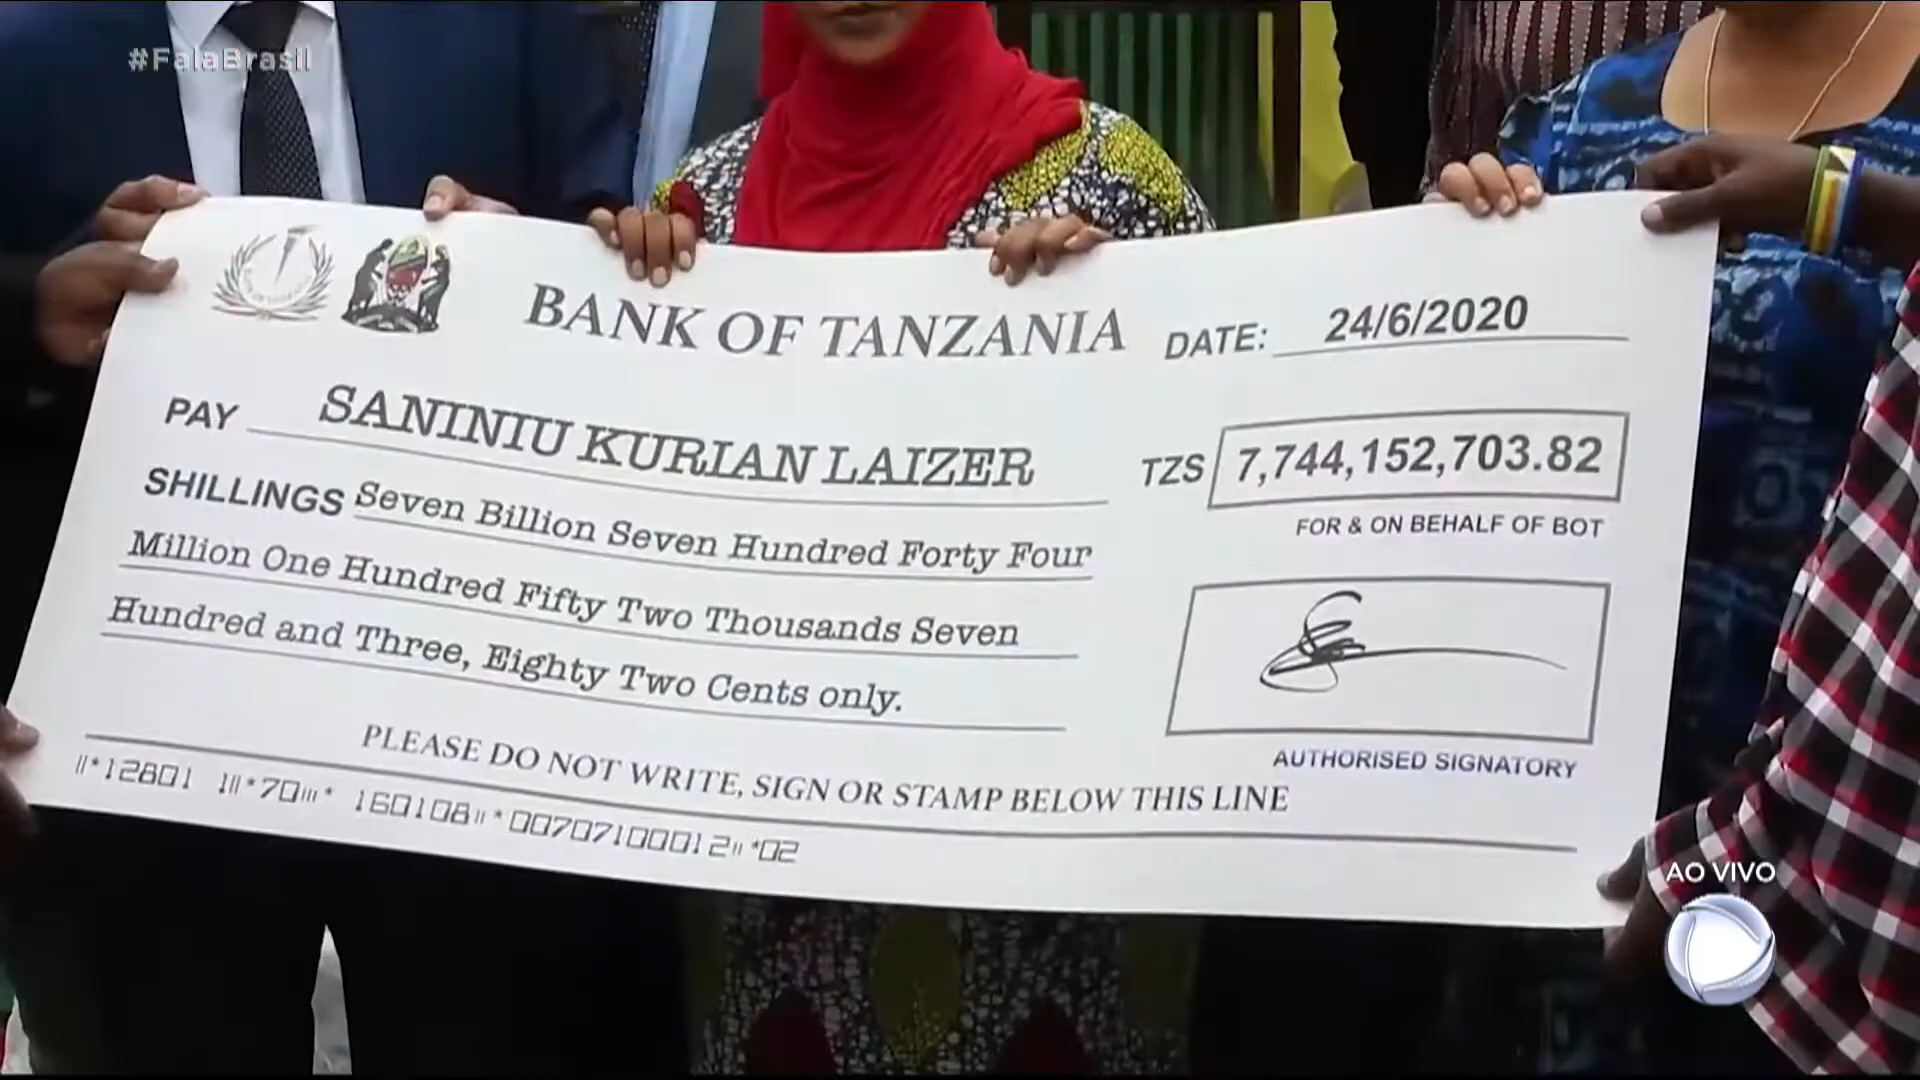 #FalaBrasil
BANK OF TANZANIA
DATE: 24/6/2020
PAY SANINIU KURIAN LAIZER
TZS 7,744,152,703.82
SHILLINGS Seven Billion Seven Hundred Forty Four
Million One Hundred Fifty Two Thousands Seven
Hundred and Three, Eighty Two Cents only.
FOR & ON BEHALF OF BOT
AUTHORISED SIGNATORY
PLEASE DO NOT WRITE, SIGN OR STAMP BELOW THIS LINE
||*12801 1||*70|||* 160108||*00707100012||*02
AO VIVO